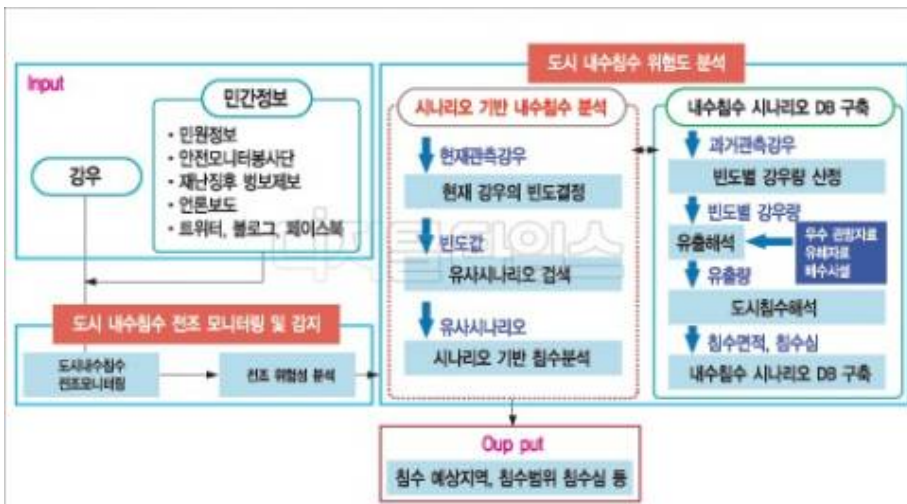 Input
민간정보
• 민원정보
• 안전모니터봉사단
• 재난징후 벙보제보
• 언론보도
• 트위터, 블로그, 페이스북
강우
도시 내수침수 전조 모니터링 및 감지
도시내수침수
전조모니터링
전조 위험성 분석
도시 내수침수 위험도 분석
시나리오 기반 내수침수 분석
현재관측강우
현재 강우의 빈도결정
빈도값
유사시나리오 검색
유사시나리오
시나리오 기반 침수분석
내수침수 시나리오 DB 구축
과거관측강우
빈도별 강우량 산정
빈도별 강우량
유출해석
우수 관망자료
유해자료
배수시설
유출량
도시침수해석
침수면적, 침수심
내수침수 시나리오 DB 구축
Oup put
침수 예상지역, 침수범위 침수심 등
디지털타임스